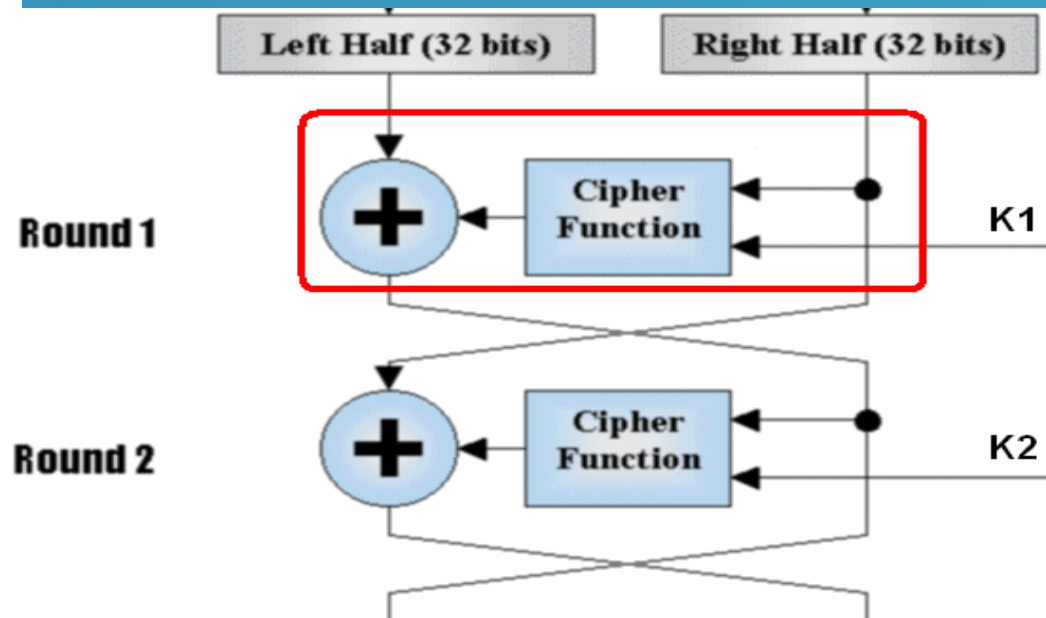 Left Half (32 bits)
Right Half (32 bits)
Round 1
Cipher
Function
K1
Round 2
Cipher
Function
K2